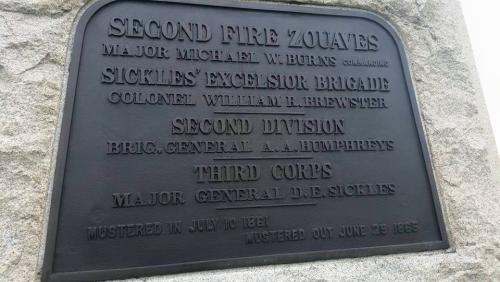 SECOND FIRE ZOUAVES
MAJOR MICHAEL W. BURNS COMMANDING
SICKLES' EXCELSIOR BRIGADE
COLONEL WILLIAM R. BREWSTER
SECOND DIVISION
BRIG. GENERAL A. A. HUMPHREYS
THIRD CORPS
MAJOR GENERAL D. E. SICKLES
MUSTERED IN JULY 10 1861
MUSTERED OUT JUNE 29 1865